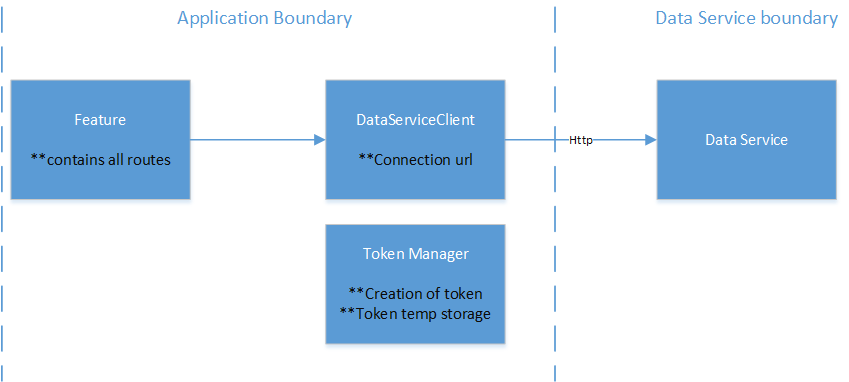 Application Boundary
Data Service boundary
Feature
**contains all routes
DataServiceClient
**Connection url
Http
Data Service
Token Manager
**Creation of token
**Token temp storage